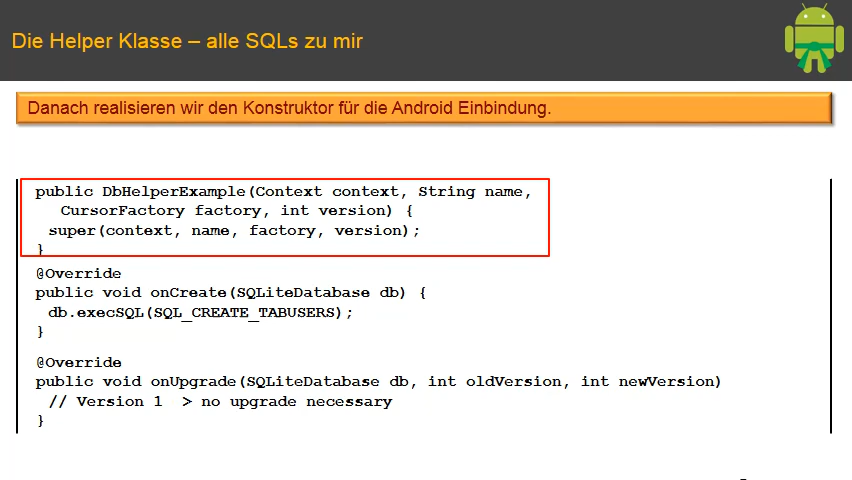 Die Helper Klasse – alle SQLs zu mir
Danach realisieren wir den Konstruktor für die Android Einbindung.
public DbHelperExample(Context context, String name,
CursorFactory factory, int version) {
super(context, name, factory, version);
}
@Override
public void onCreate(SQLiteDatabase db) {
db.execSQL(SQL_CREATE_TABUSERS);
}
@Override
public void onUpgrade(SQLiteDatabase db, int oldVersion, int newVersion)
// Version 1  > no upgrade necessary
}